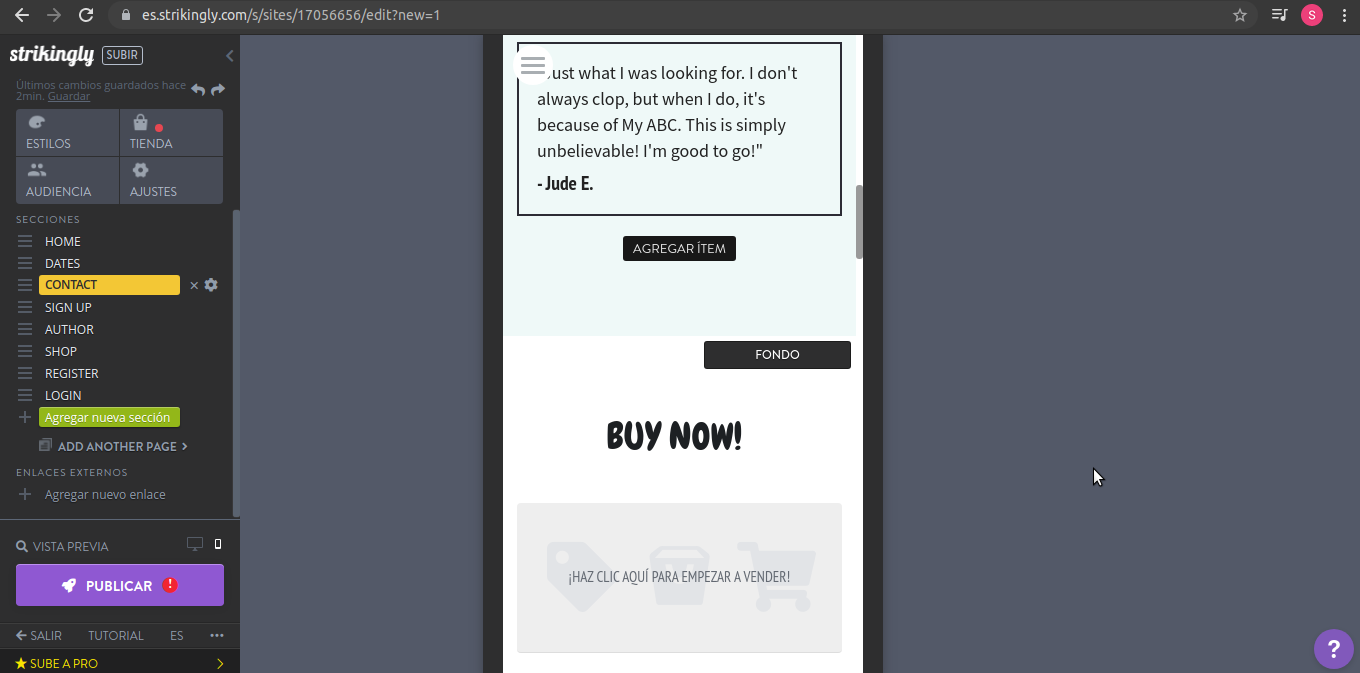 es.strikingly.com/s/sites/17056656/edit?new=1
S
strikingly
SUBIR
Últimos cambios guardados hace
2min. Guardar
ESTILOS
TIENDA
AUDIENCIA
AJUSTES
SECCIONES
HOME
DATES
CONTACT
SIGN UP
AUTHOR
SHOP
REGISTER
LOGIN
Agregar nueva sección
ADD ANOTHER PAGE
ENLACES EXTERNOS
Agregar nuevo enlace
VISTA PREVIA
PUBLICAR !
SALIR
TUTORIAL
ES
SUBE A PRO
ust what I was looking for. I don't
always clop, but when I do, it's
because of My ABC. This is simply
unbelievable! I'm good to go!"
- Jude E.
AGREGAR ÍTEM
FONDO
BUY NOW!
¡HAZ CLIC AQUÍ PARA EMPEZAR A VENDER!
?